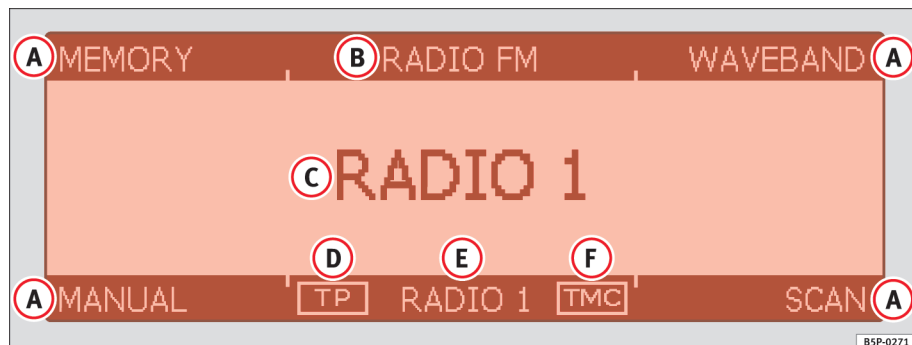 A MEMORY B RADIO FM WAVEBAND A
C RADIO 1
D F
A MANUAL TP E RADIO 1 TMC SCAN A
B5P-0271